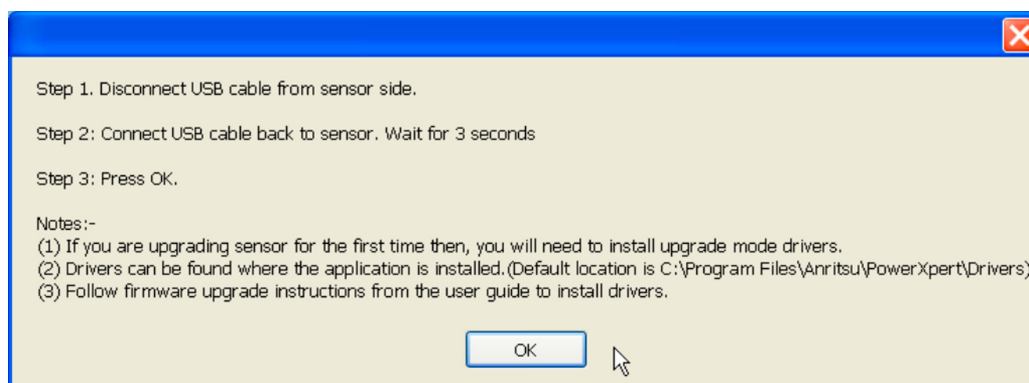 Step 1. Disconnect USB cable from sensor side.
Step 2: Connect USB cable back to sensor. Wait for 3 seconds
Step 3: Press OK.
Notes:-
(1) If you are upgrading sensor for the first time then, you will need to install upgrade mode drivers.
(2) Drivers can be found where the application is installed.(Default location is C:\Program Files\Anritsu\PowerXpert\Drivers)
(3) Follow firmware upgrade instructions from the user guide to install drivers.
OK